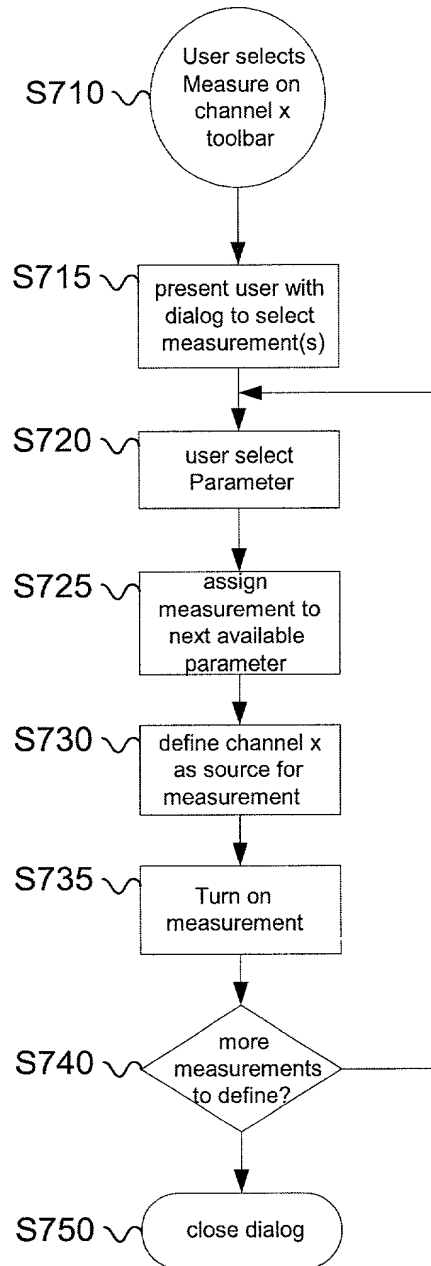 User selects
Measure on
channel x
toolbar
S710
S715
present user with
dialog to select
measurement(s)
S720
user select
Parameter
S725
assign
measurement to
next available
parameter
S730
define channel x
as source for
measurement
S735
Turn on
measurement
S740
more
measurements
to define?
S750
close dialog